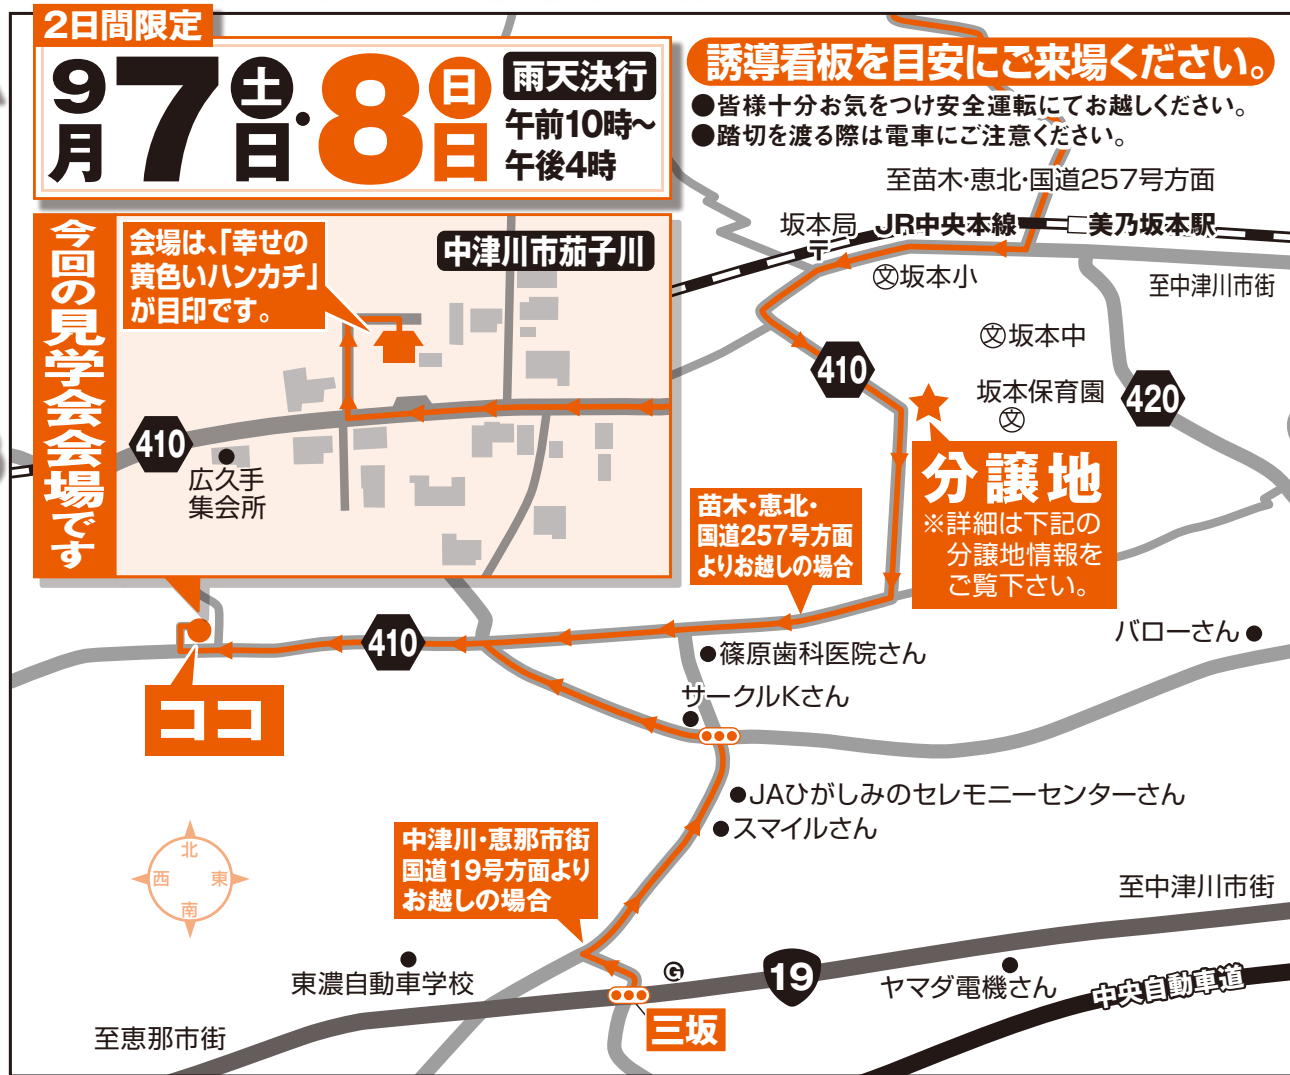 2日間限定
9月7土日・8日日
雨天決行
午前10時〜
午後4時
誘導看板を目安にご来場ください。
●皆様十分お気をつけ安全運転にてお越しください。
●踏切を渡る際は電車にご注意ください。
至苗木・恵北・国道257号方面
坂本局
〒
JR中央本線
美乃坂本駅
文坂本小
至中津川市街
文坂本中
410
坂本保育園
文
420
分譲地
※詳細は下記の
分譲地情報を
ご覧下さい。
今回の見学会会場です
会場は、「幸せの
黄色いハンカチ」
が目印です。
中津川市茄子川
410
広久手
集会所
苗木・恵北・
国道257号方面
よりお越しの場合
410
ココ
篠原歯科医院さん
バローさん
サークルKさん
JAひがしみのセレモニーセンターさん
スマイルさん
中津川・恵那市街
国道19号方面より
お越しの場合
北
西
東
南
至中津川市街
東濃自動車学校
G
19
ヤマダ電機さん
中央自動車道
三坂
至恵那市街